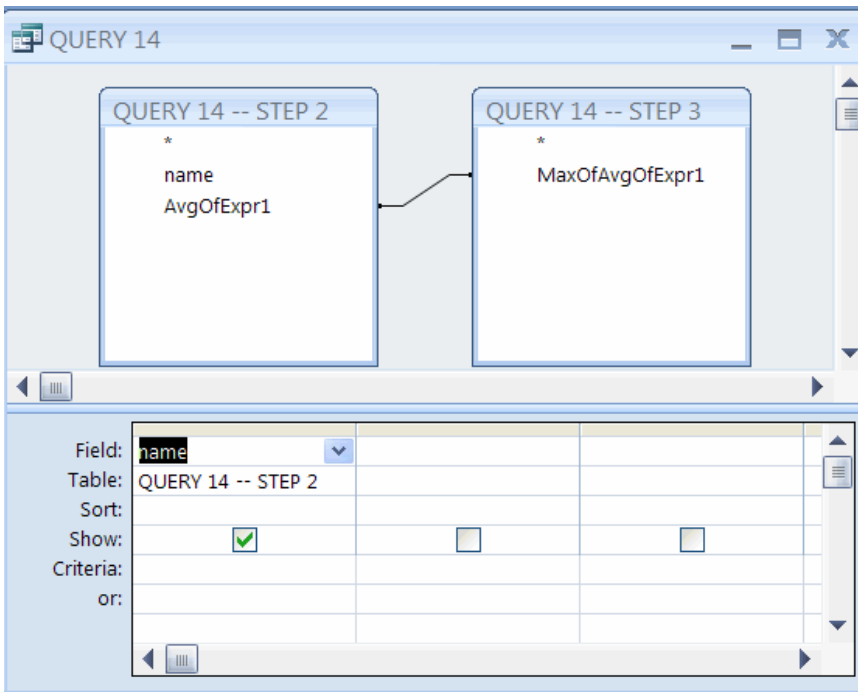 QUERY 14
QUERY 14 -- STEP 2
*
name
AvgOfExpr1
QUERY 14 -- STEP 3
*
MaxOfAvgOfExpr1
Field: name
Table: QUERY 14 -- STEP 2
Sort:
Show:
Criteria:
or: